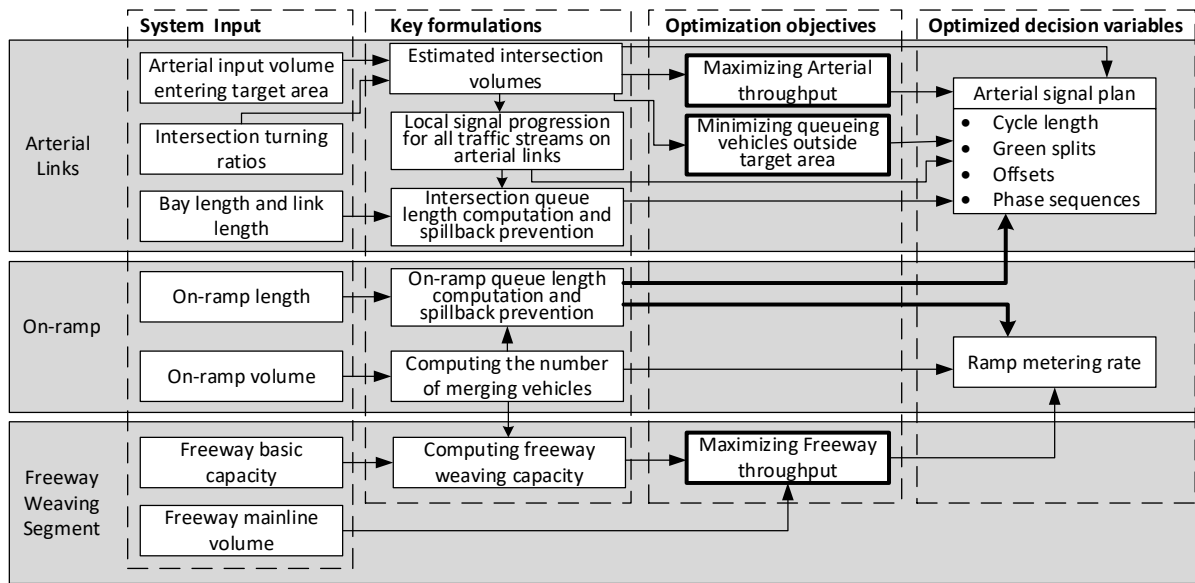 System Input
Key formulations
Optimization objectives
Optimized decision variables
Arterial
Links
Arterial input volume
entering target area
Intersection turning
ratios
Bay length and link
length
Estimated intersection
volumes
Local signal progression
for all traffic streams on
arterial links
Intersection queue
length computation and
spillback prevention
Maximizing Arterial
throughput
Minimizing queueing
vehicles outside
target area
Arterial signal plan
• Cycle length
• Green splits
• Offsets
• Phase sequences
On-ramp
On-ramp length
On-ramp volume
On-ramp queue length
computation and
spillback prevention
Computing the number
of merging vehicles
Ramp metering rate
Freeway
Weaving
Segment
Freeway basic
capacity
Freeway mainline
volume
Computing freeway
weaving capacity
Maximizing Freeway
throughput